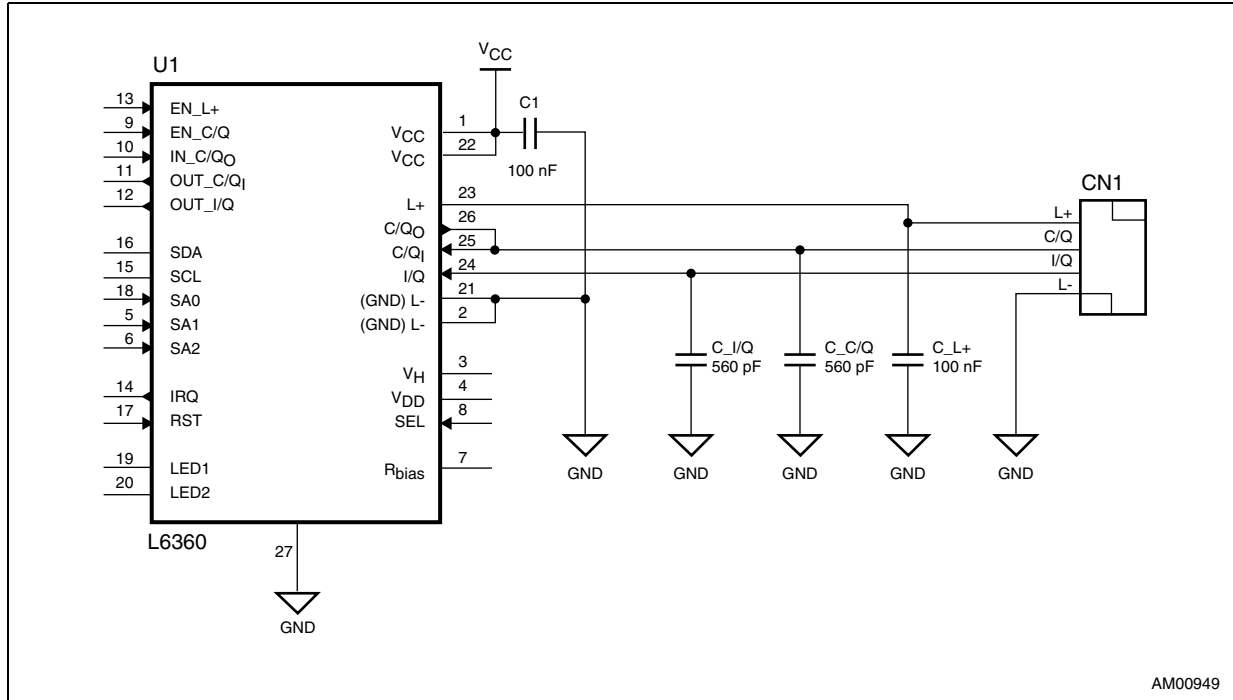 U1
13 EN_L+
9 EN_C/Q
10 IN_C/QO
11 OUT_C/QI
12 OUT_I/Q
16 SDA
15 SCL
18 SA0
5 SA1
6 SA2
14 IRQ
17 RST
19 LED1
20 LED2
L6360
27
GND
VCC
VCC 1
VCC 22
C1
100 nF
L+ 23
C/QO 26
C/QI 25
I/Q 24
(GND) L- 21
(GND) L- 2
VH 3
VDD 4
SEL 8
Rbias 7
GND
C_I/Q
560 pF
GND
C_C/Q
560 pF
GND
C_L+
100 nF
GND
GND
CN1
L+
C/Q
I/Q
L-
AM00949